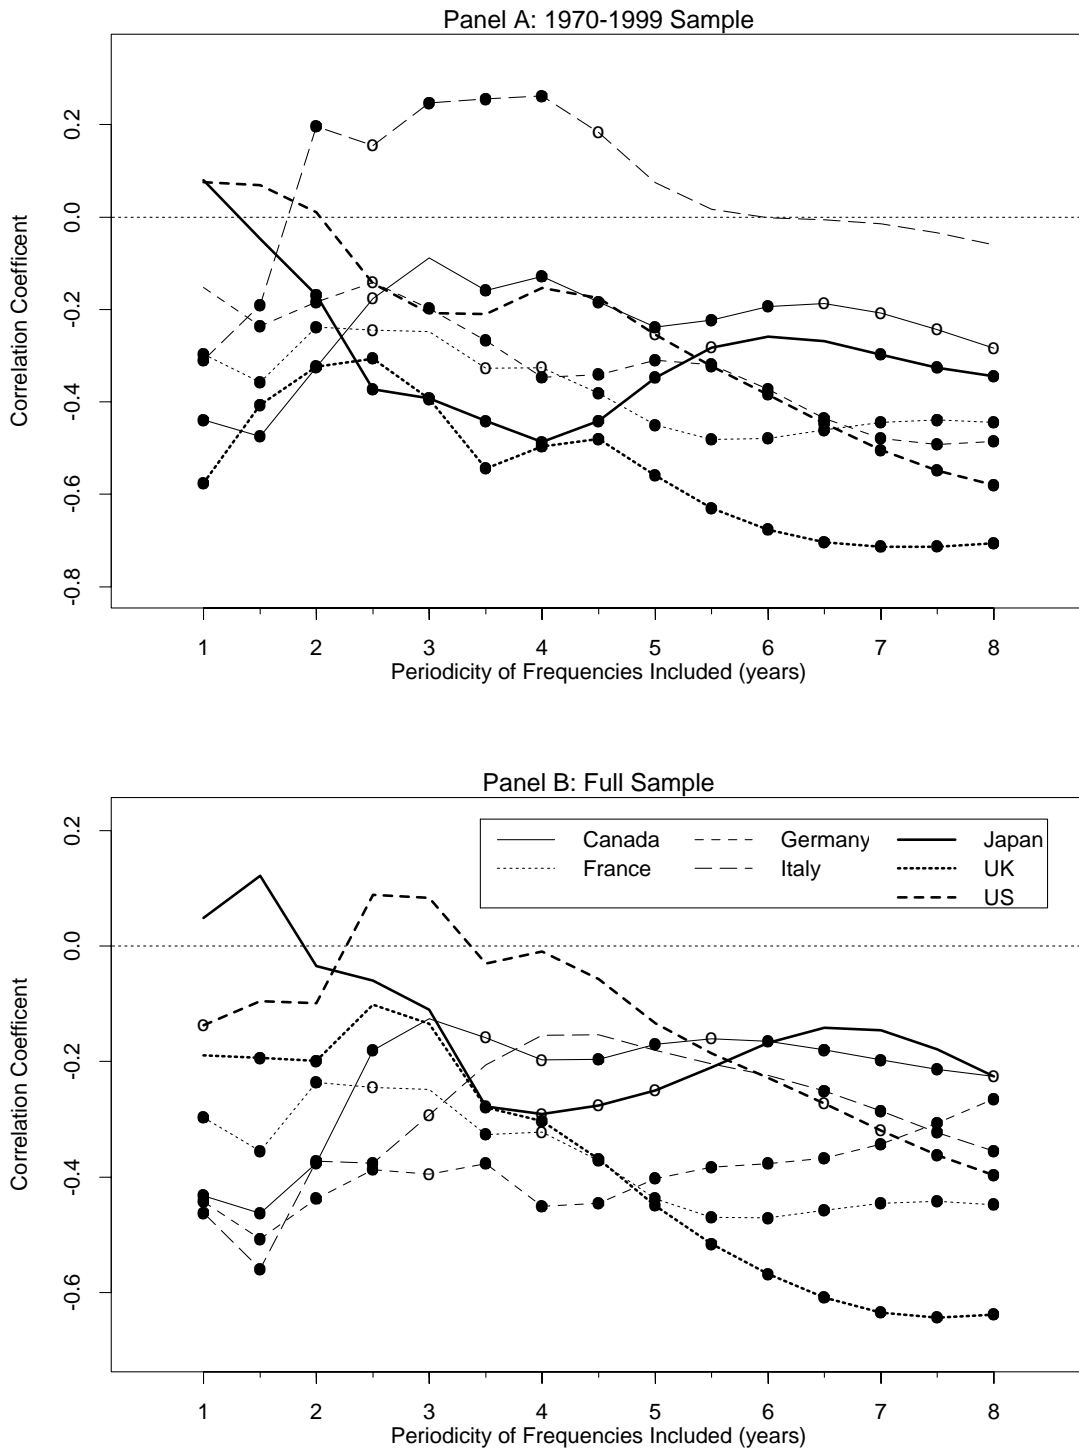 Panel A: 1970-1999 Sample
0.2
0.0
-0.2
-0.4
-0.6
-0.8
Correlation Coefficent
1 2 3 4 5 6 7 8
Periodicity of Frequencies Included (years)
Panel B: Full Sample
Canada Germany Japan
France Italy UK
US
0.2
0.0
-0.2
-0.4
-0.6
Correlation Coefficent
1 2 3 4 5 6 7 8
Periodicity of Frequencies Included (years)